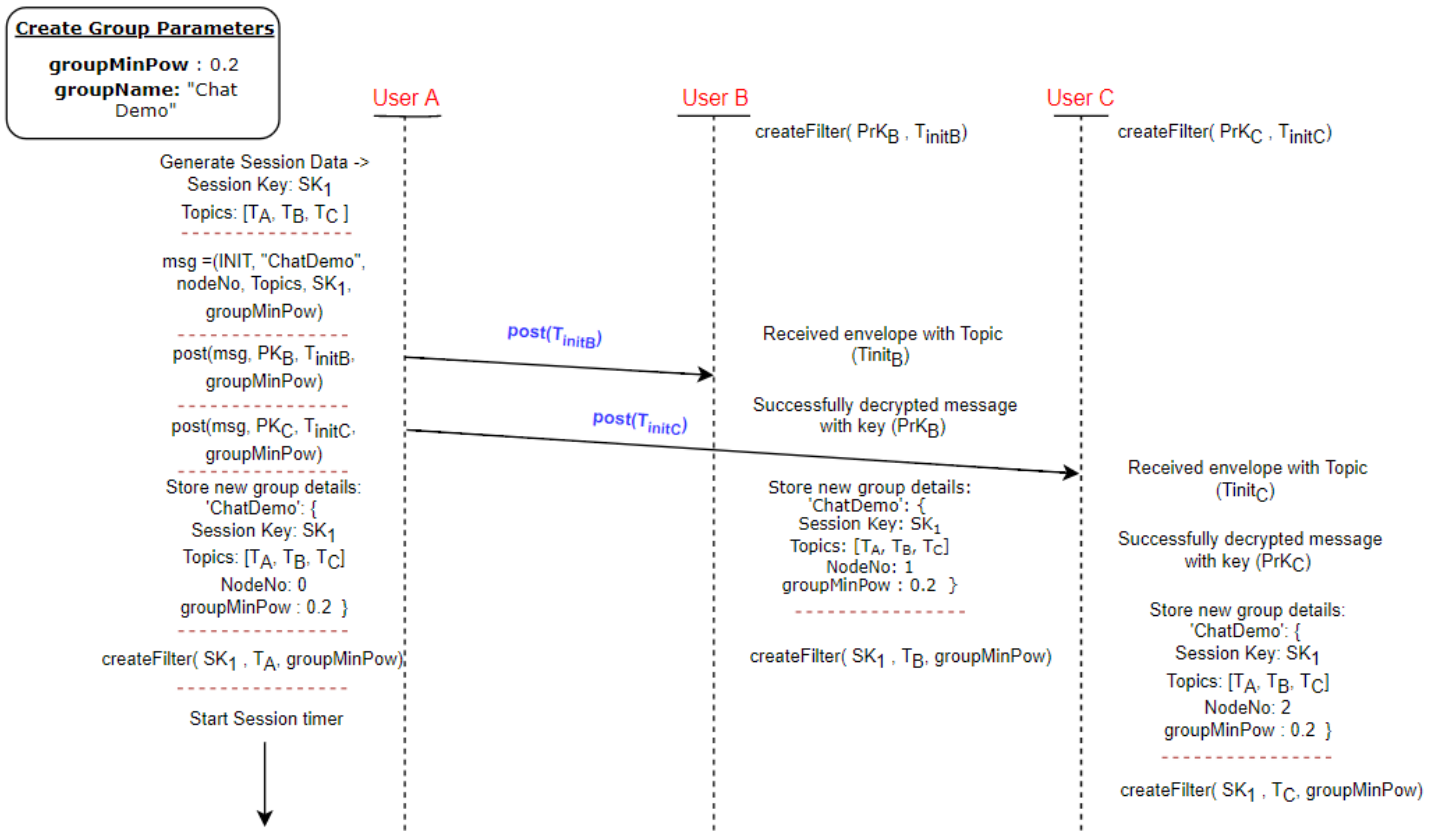 Create Group Parameters
groupMinPow : 0.2
groupName: "Chat
Demo"
User A
User B
User C
createFilter( PrKB , TinitB)
createFilter( PrKC , TinitC)
Generate Session Data ->
Session Key: SK1
Topics: [TA, TB, TC ]
msg =(INIT, "ChatDemo",
nodeNo, Topics, SK1,
groupMinPow)
post(msg, PKB, TinitB,
groupMinPow)
post(msg, PKC, TinitC,
groupMinPow)
Store new group details:
'ChatDemo': {
Session Key: SK1
Topics: [TA, TB, TC]
NodeNo: 0
groupMinPow : 0.2 }
createFilter( SK1 , TA, groupMinPow)
Start Session timer
post(TinitB)
post(TinitC)
Received envelope with Topic
(TinitB)
Successfully decrypted message
with key (PrKB)
Store new group details:
'ChatDemo': {
Session Key: SK1
Topics: [TA, TB, TC]
NodeNo: 1
groupMinPow : 0.2 }
createFilter( SK1 , TB, groupMinPow)
Received envelope with Topic
(TinitC)
Successfully decrypted message
with key (PrKC)
Store new group details:
'ChatDemo': {
Session Key: SK1
Topics: [TA, TB, TC]
NodeNo: 2
groupMinPow : 0.2 }
createFilter( SK1 , TC, groupMinPow)